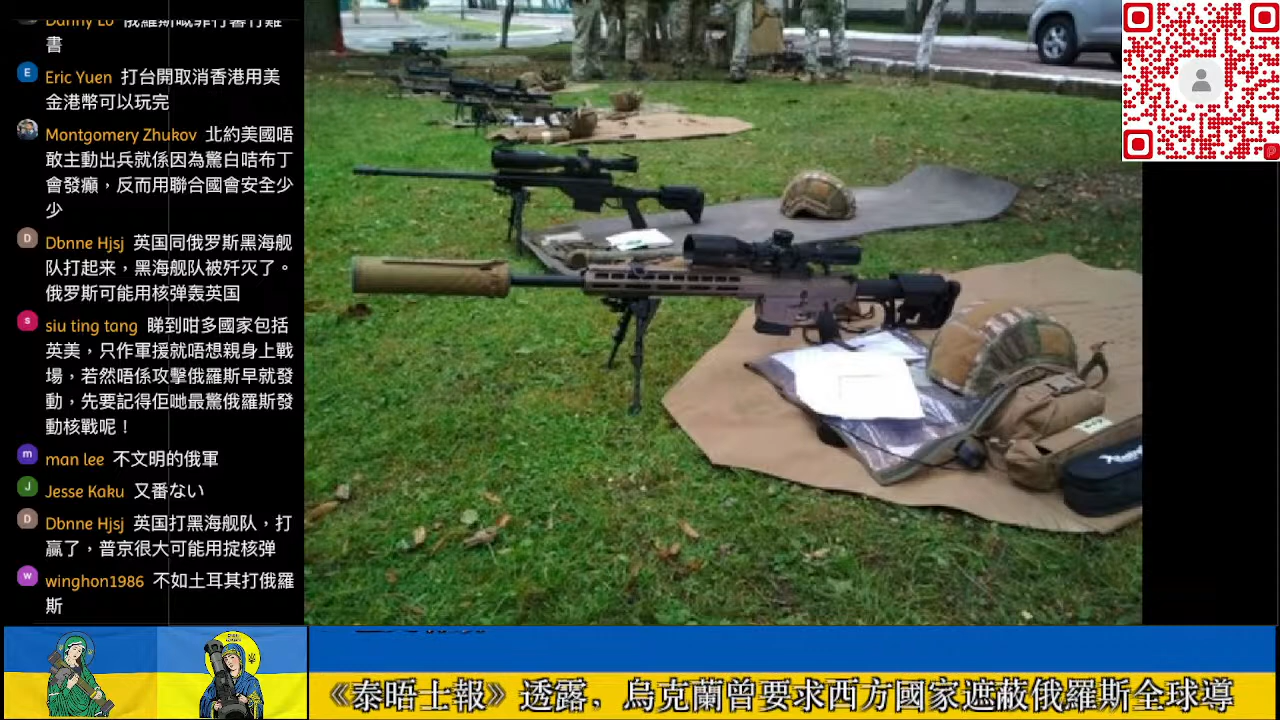 Danny Lo 俄羅斯嘅罪行罄竹難
書
Eric Yuen 打台開取消香港用美
金港幣可以玩完
Montgomery Zhukov 北約美國唔
敢主動出兵就係因為驚白咭布丁
會發癲，反而用聯合國會安全少
少
Dbnne Hjsj 英国同俄罗斯黑海舰
队打起来，黑海舰队被歼灭了。
俄罗斯可能用核弹轰英国
siu ting tang 睇到咁多國家包括
英美，只作軍援就唔想親身上戰
場，若然唔係攻擊俄羅斯早就發
動，先要記得佢哋最驚俄羅斯發
動核戰呢！
man lee 不文明的俄軍
Jesse Kaku 又番ない
Dbnne Hjsj 英国打黑海舰队，打
赢了，普京很大可能用掟核弹
winghon1986 不如土耳其打俄羅
斯
《泰晤士報》透露，烏克蘭曾要求西方國家遮蔽俄羅斯全球導